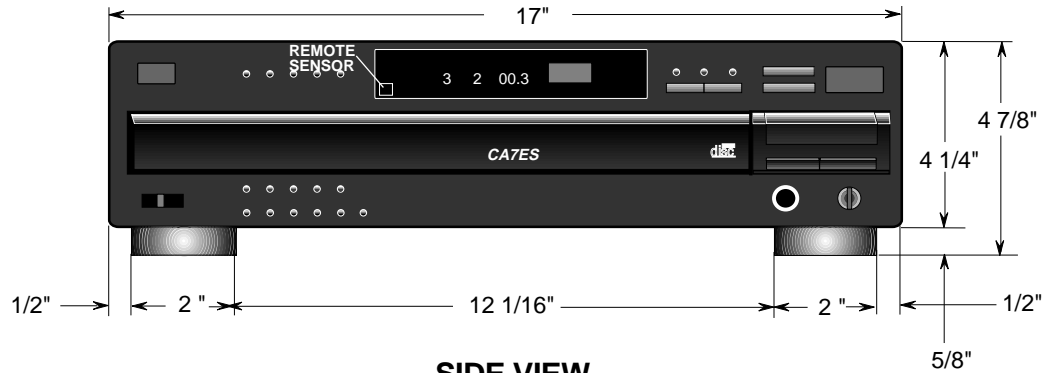 17"
REMOTE
SENSOR
3 2 00.3
4 7/8"
4 1/4"
CA7ES
disc
1/2"
2 "
12 1/16"
2 "
1/2"
5/8"
SIDE VIEW